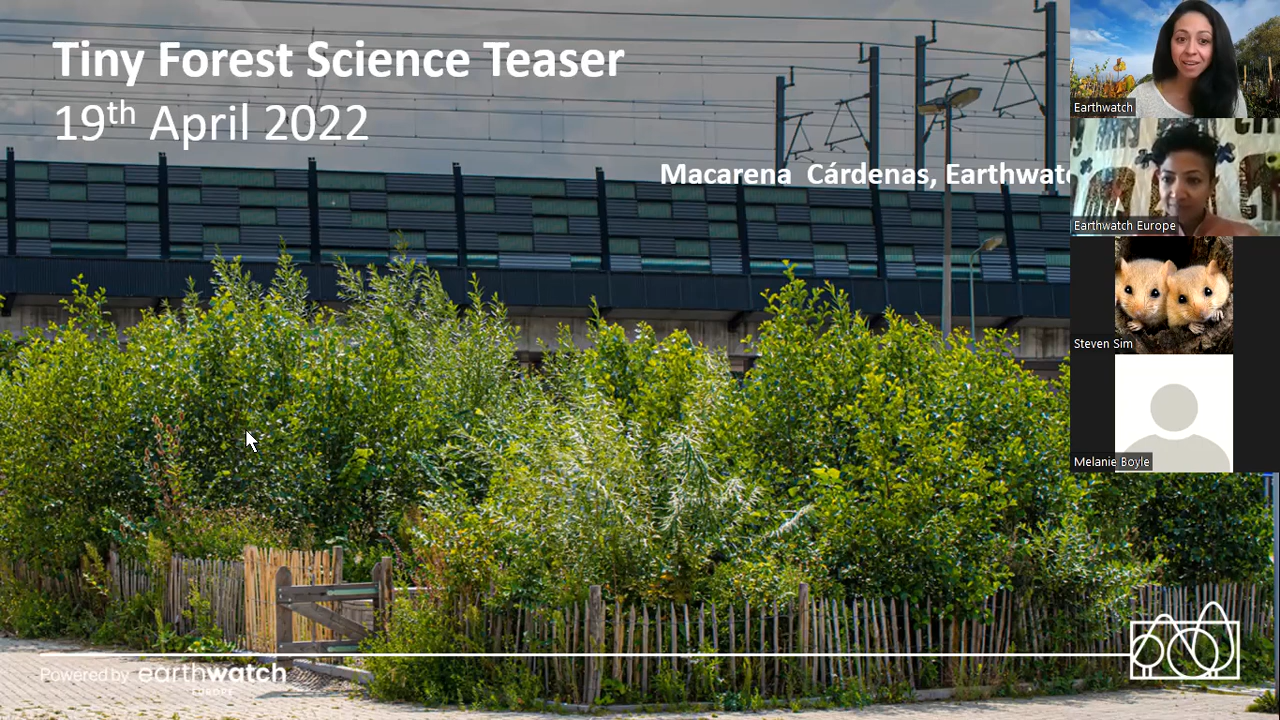 Tiny Forest Science Teaser
19th April 2022
Macarena Cárdenas, Earthwatc
Earthwatch
Earthwatch Europe
Steven Sim
Melanie Boyle
Powered by earthwatch
EUROPE